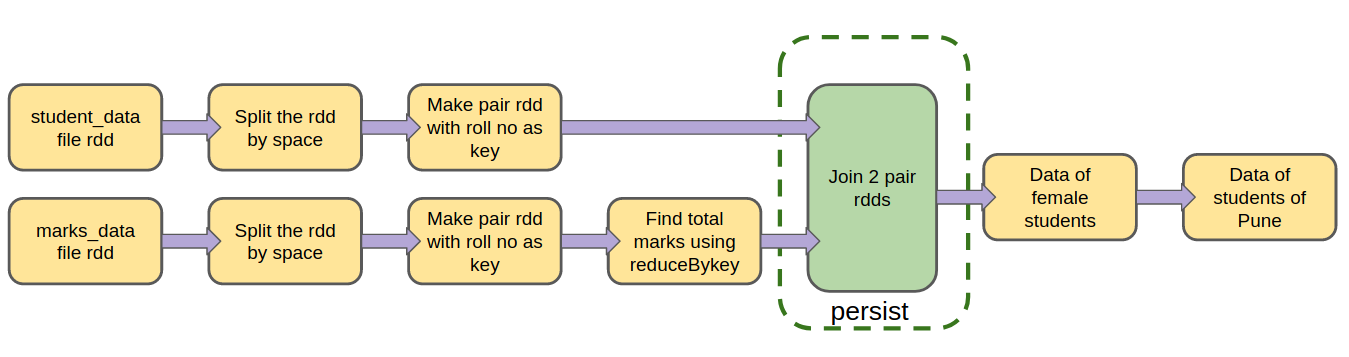 student_data
file rdd
Split the rdd
by space
Make pair rdd
with roll no as
key
marks_data
file rdd
Split the rdd
by space
Make pair rdd
with roll no as
key
Find total
marks using
reduceBykey
Join 2 pair
rdds
persist
Data of
female
students
Data of
students of
Pune